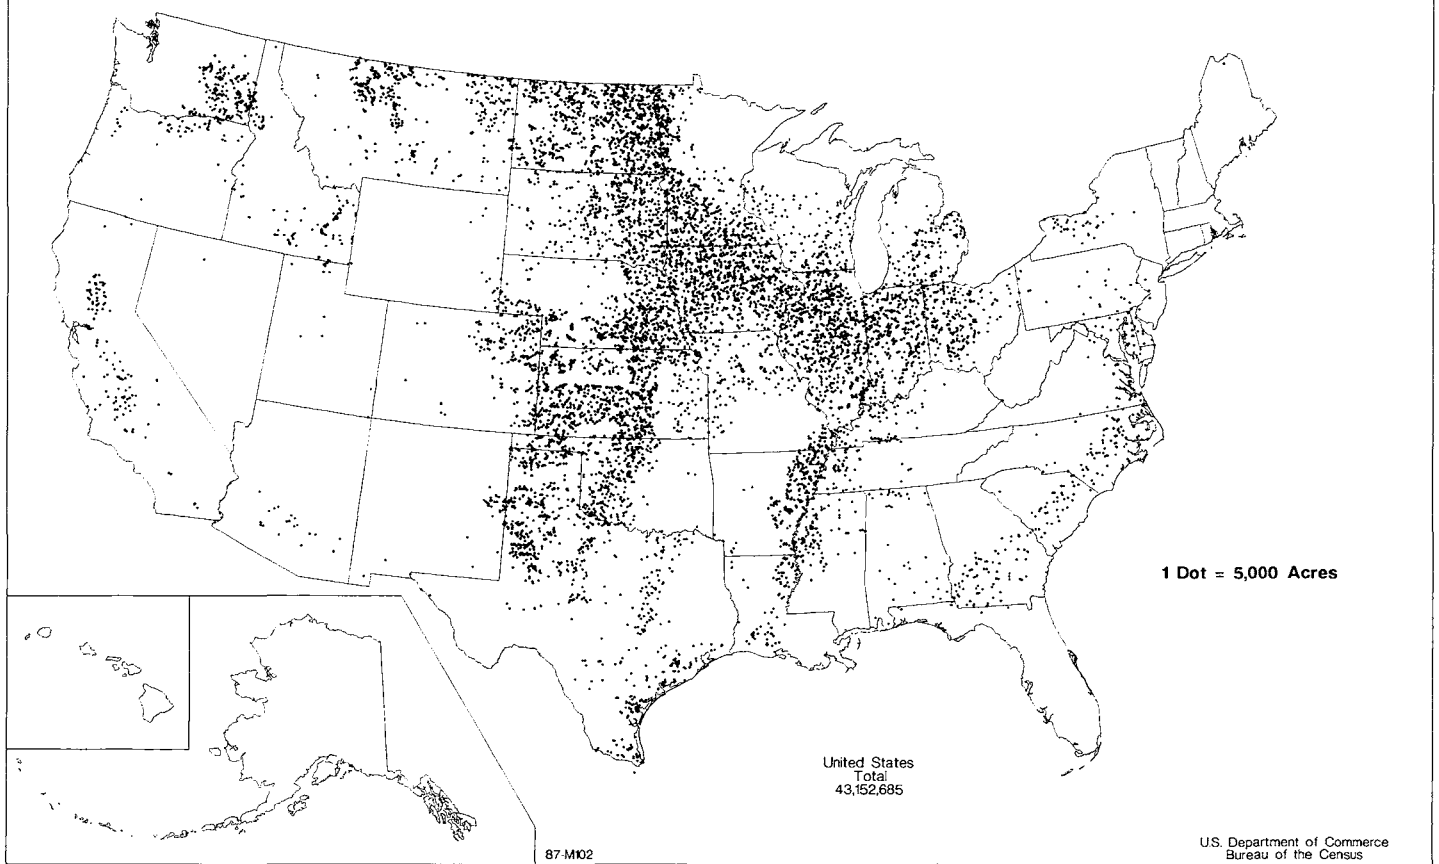 1 Dot = 5,000 Acres
United States
Total
43,152,685
87-M102
U.S. Department of Commerce
Bureau of the Census